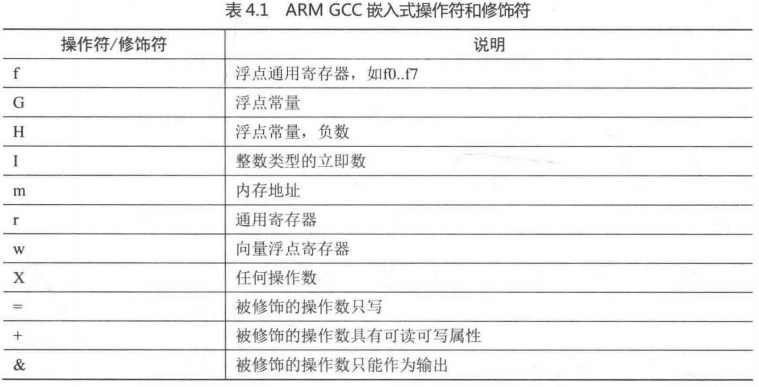 表 4.1 ARM GCC 嵌入式操作符和修饰符
操作符/修饰符 说明
f 浮点通用寄存器，如f0..f7
G 浮点常量
H 浮点常量，负数
I 整数类型的立即数
m 内存地址
r 通用寄存器
w 向量浮点寄存器
X 任何操作数
= 被修饰的操作数只写
+ 被修饰的操作数具有可读可写属性
& 被修饰的操作数只能作为输出